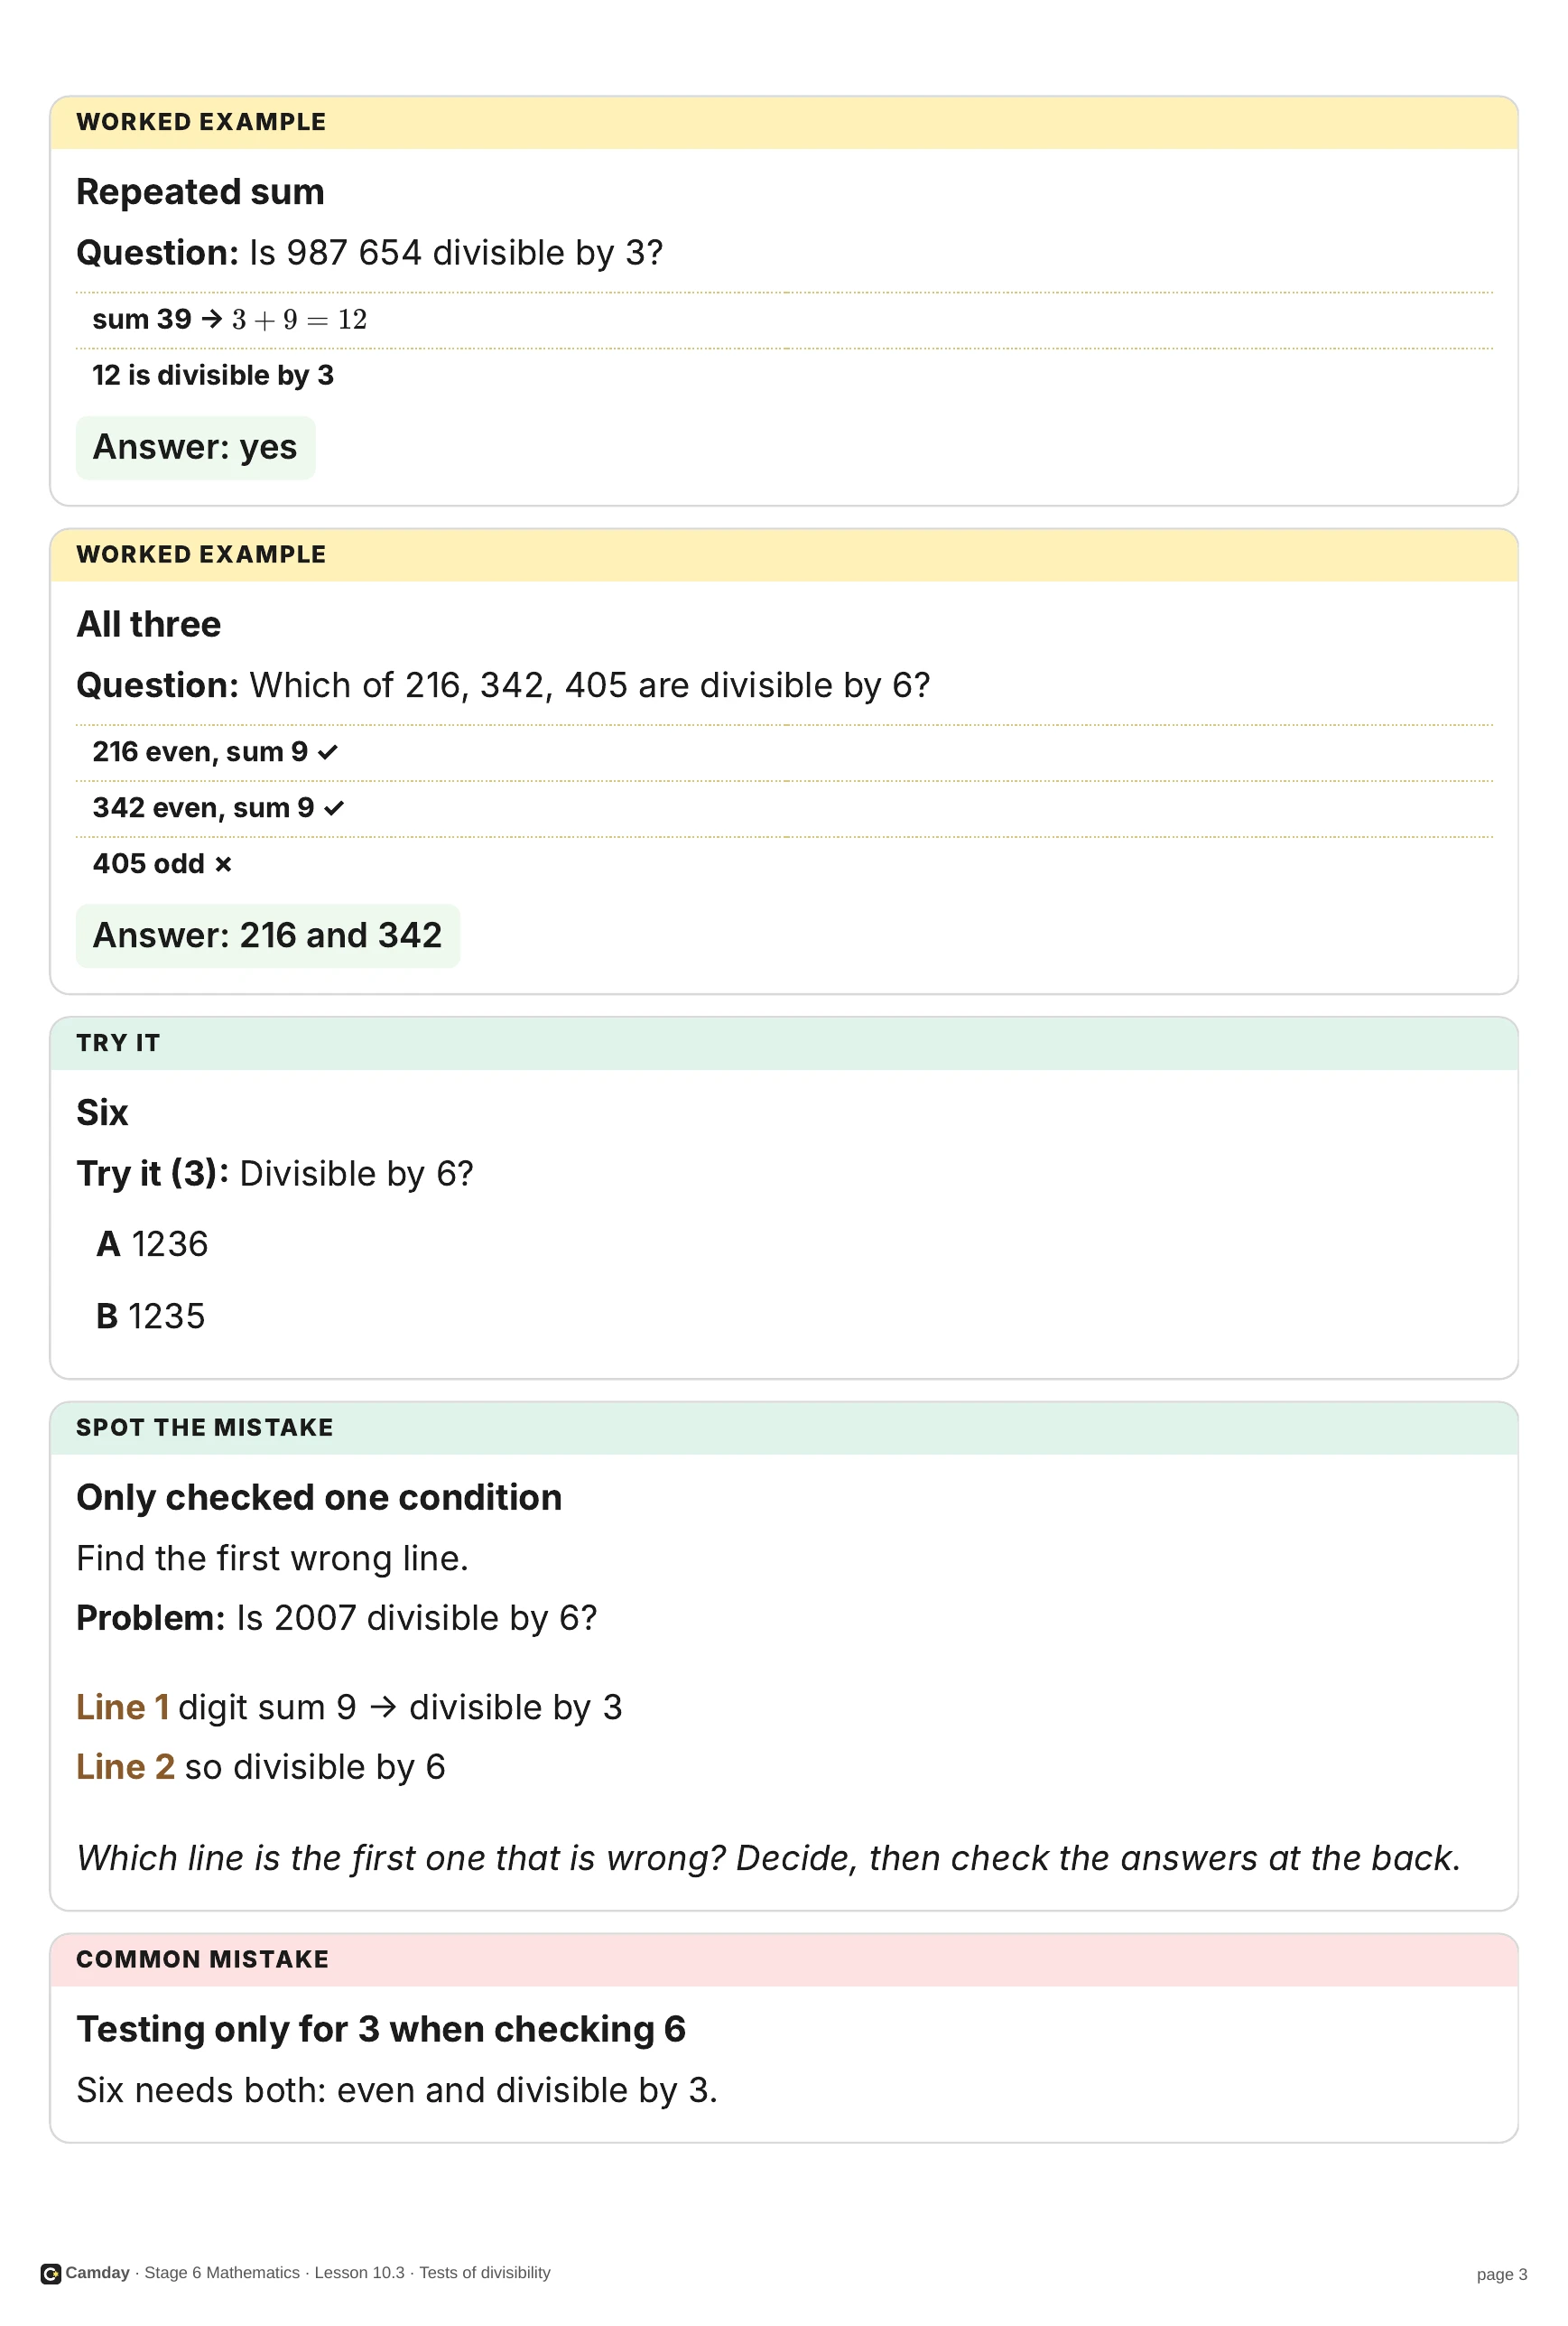 WORKED EXAMPLE
Repeated sum
Question: Is 987 654 divisible by 3?
sum 39 → 3 + 9 = 12
12 is divisible by 3
Answer: yes
WORKED EXAMPLE
All three
Question: Which of 216, 342, 405 are divisible by 6?
216 even, sum 9 ✓
342 even, sum 9 ✓
405 odd ×
Answer: 216 and 342
TRY IT
Six
Try it (3): Divisible by 6?
A 1236
B 1235
SPOT THE MISTAKE
Only checked one condition
Find the first wrong line.
Problem: Is 2007 divisible by 6?
Line 1 digit sum 9 → divisible by 3
Line 2 so divisible by 6
Which line is the first one that is wrong? Decide, then check the answers at the back.
COMMON MISTAKE
Testing only for 3 when checking 6
Six needs both: even and divisible by 3.
Camday · Stage 6 Mathematics · Lesson 10.3 · Tests of divisibility
page 3